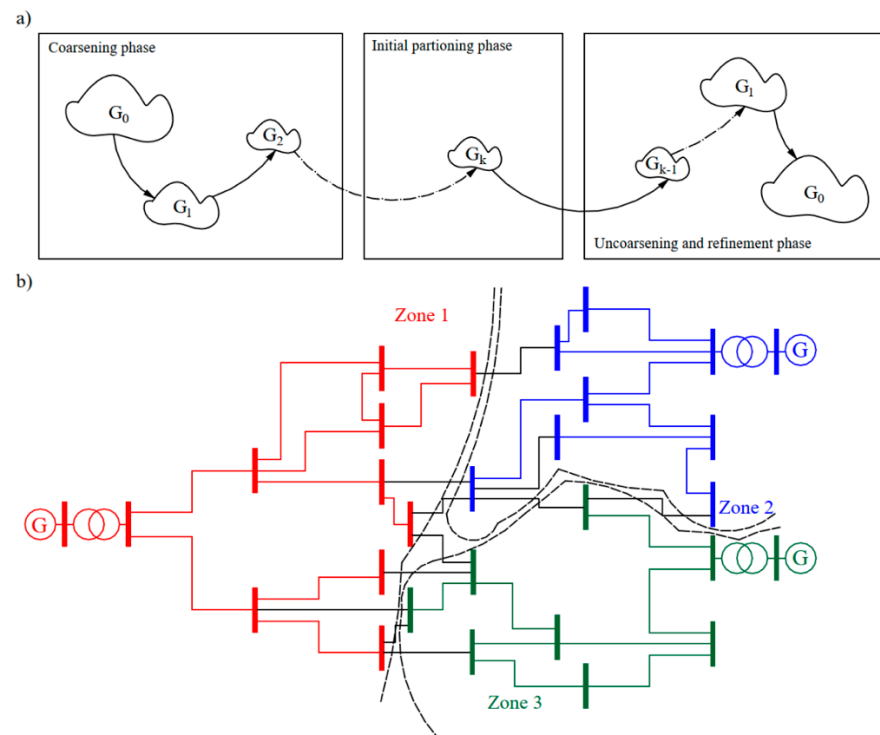 a)
Coarsening phase
Initial partioning phase
G0
G1
G2
Gk
Gk-1
G1
G0
Uncoarsening and refinement phase
b)
Zone 1
G
G
Zone 2
G
Zone 3